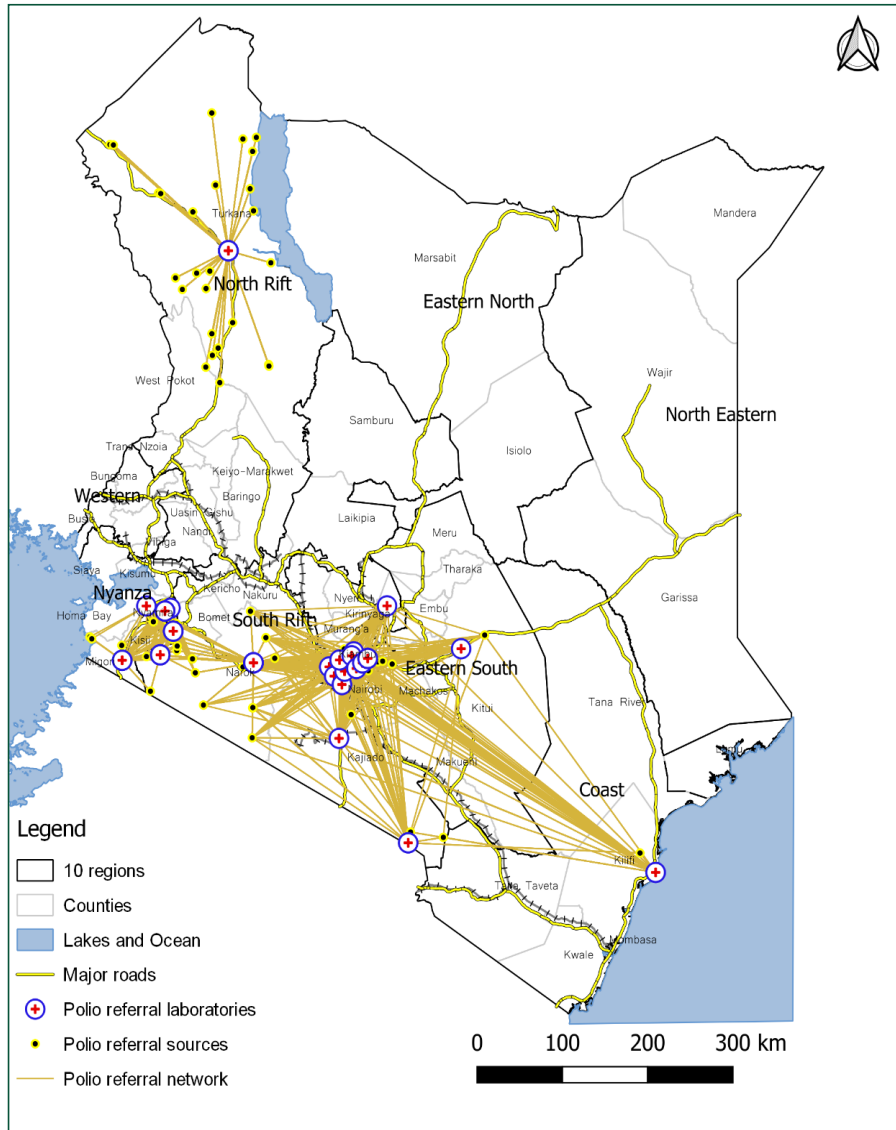 Mandera
Turkana
Marsabit
North Rift
Eastern North
Wajir
West Pokot
North Eastern
Samburu
Trans Nzoia
Isiolo
Keiyo-Marakwet
Bungoma
Western
Baringo
Uasin Gishu
Laikipia
Busia
Nandi
Meru
Vihiga
Siaya
Kisumu
Tharaka
Kericho
Nyanza
Nakuru
Nyeri
Garissa
Homa Bay
Bomet
South Rift
Kirinyaga
Embu
Murang'a
Kisii
Migori
Narok
Eastern South
Nairobi
Machakos
Kitui
Tana River
Lamu
Kajiado
Makueni
Coast
Kilifi
Taita Taveta
Mombasa
Kwale
Legend
10 regions
Counties
Lakes and Ocean
Major roads
Polio referral laboratories
Polio referral sources
Polio referral network
0 100 200 300 km